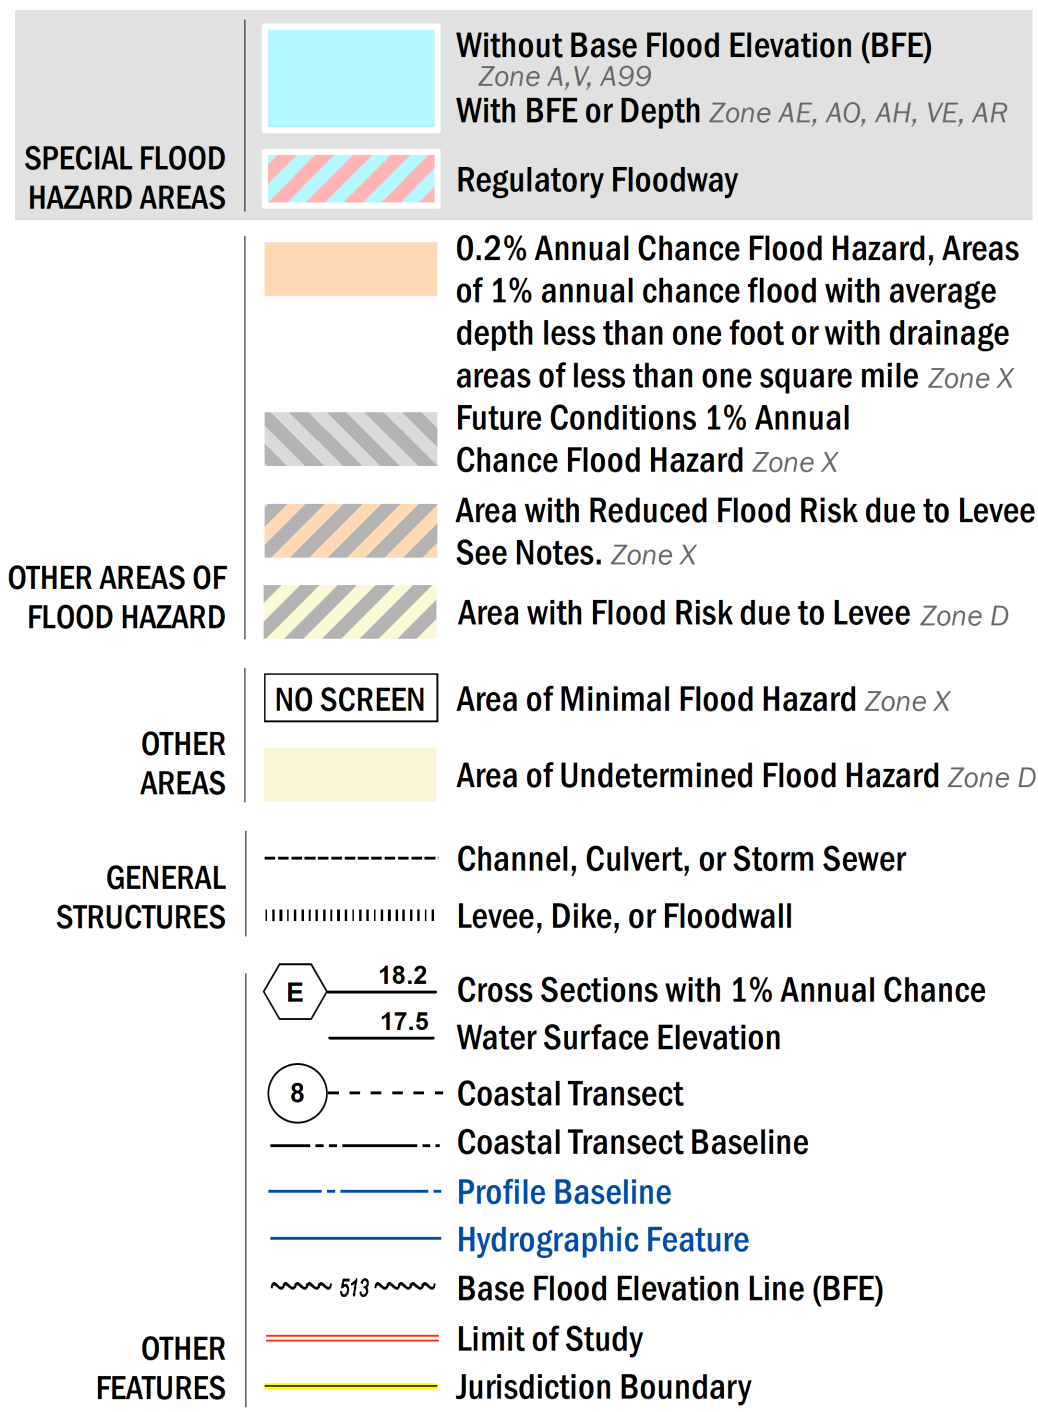 SPECIAL FLOOD
HAZARD AREAS
Without Base Flood Elevation (BFE)
Zone A,V, A99
With BFE or Depth Zone AE, AO, AH, VE, AR
Regulatory Floodway
OTHER AREAS OF
FLOOD HAZARD
0.2% Annual Chance Flood Hazard, Areas
of 1% annual chance flood with average
depth less than one foot or with drainage
areas of less than one square mile Zone X
Future Conditions 1% Annual
Chance Flood Hazard Zone X
Area with Reduced Flood Risk due to Levee
See Notes. Zone X
Area with Flood Risk due to Levee Zone D
OTHER
AREAS
NO SCREEN Area of Minimal Flood Hazard Zone X
Area of Undetermined Flood Hazard Zone D
GENERAL
STRUCTURES
Channel, Culvert, or Storm Sewer
Levee, Dike, or Floodwall
OTHER
FEATURES
E 18.2 Cross Sections with 1% Annual Chance
17.5 Water Surface Elevation
8 Coastal Transect
Coastal Transect Baseline
Profile Baseline
Hydrographic Feature
513 Base Flood Elevation Line (BFE)
Limit of Study
Jurisdiction Boundary